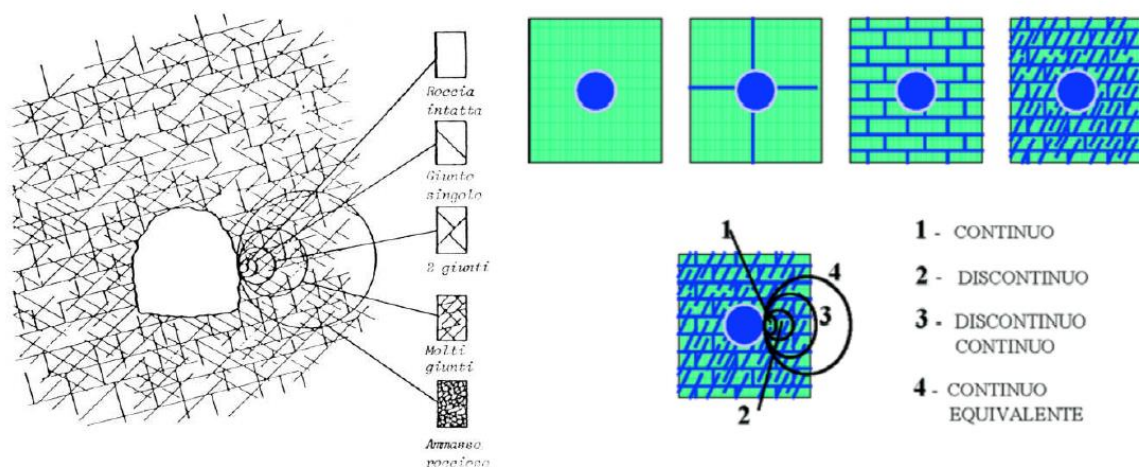 Roccia
intatta
Giunto
singolo
2 giunti
Molti
giunti
Ammasso
roccioso
1
4
3
2
1 - CONTINUO
2 - DISCONTINUO
3 - DISCONTINUO
CONTINUO
4 - CONTINUO
EQUIVALENTE